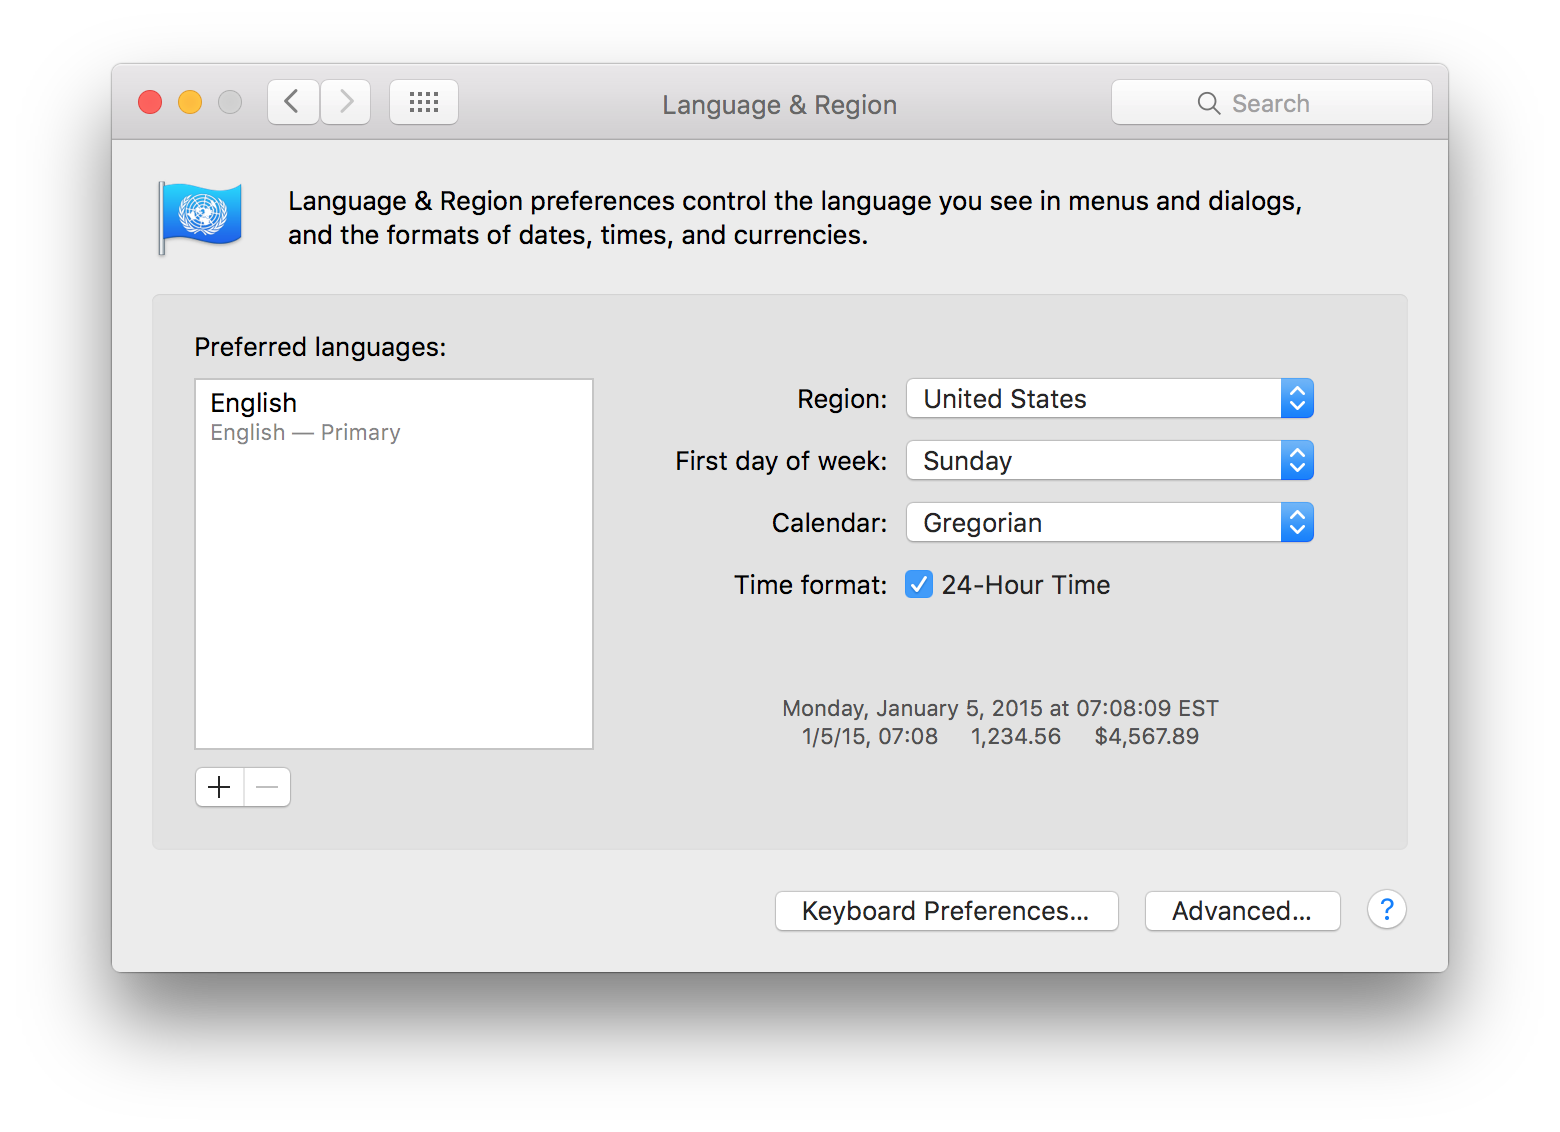 Language & Region
Search
Language & Region preferences control the language you see in menus and dialogs,
and the formats of dates, times, and currencies.
Preferred languages:
English
English — Primary
Region: United States
First day of week: Sunday
Calendar: Gregorian
Time format: 24-Hour Time
Monday, January 5, 2015 at 07:08:09 EST
1/5/15, 07:08 1,234.56 $4,567.89
Keyboard Preferences... Advanced... ?